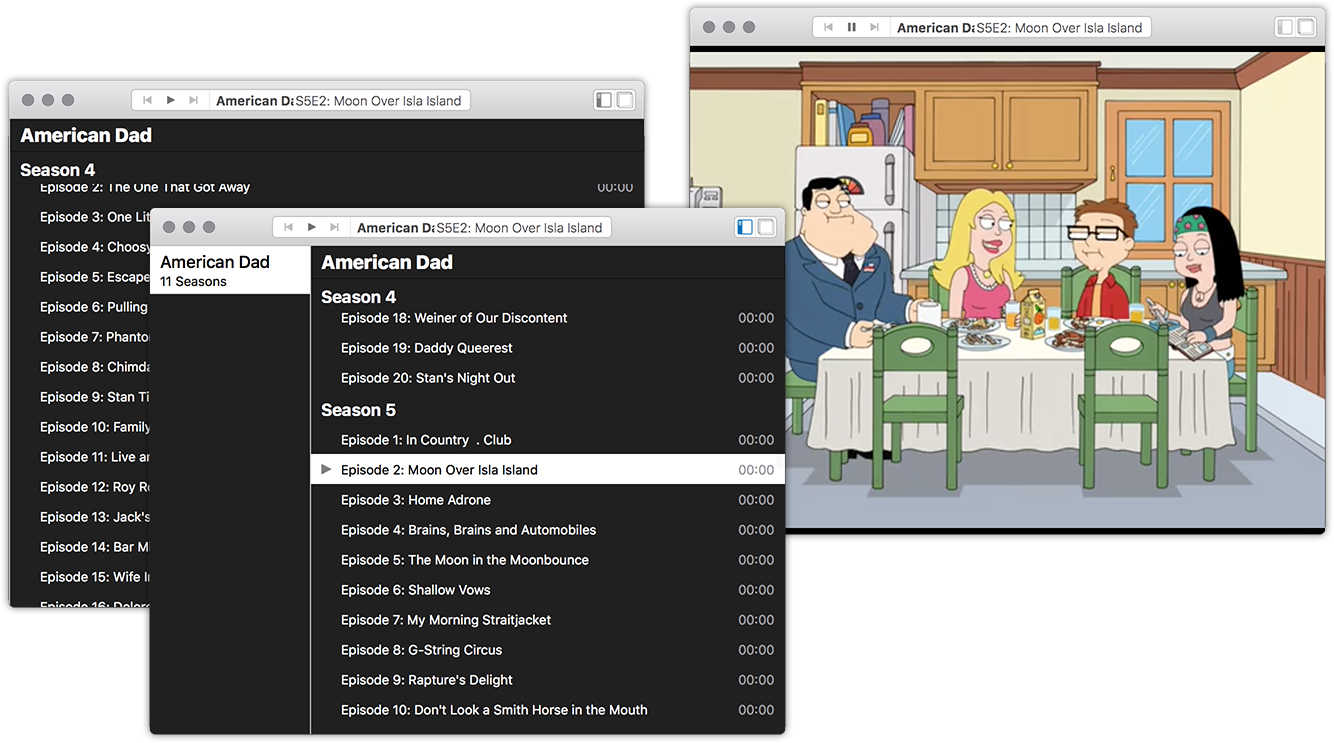 American Da S5E2: Moon Over Isla Island
American Da S5E2: Moon Over Isla Island
American Dad
Season 4
Episode 2: The One That Got Away 00:00
Episode 3: One Lit
Episode 4: Choosy
Episode 5: Escape
Episode 6: Pulling
Episode 7: Phanto
Episode 8: Chimda
Episode 9: Stan Ti
Episode 10: Family
Episode 11: Live an
Episode 12: Roy Ro
Episode 13: Jack's
Episode 14: Bar Mi
Episode 15: Wife In
Episode 16: Delore
American Da S5E2: Moon Over Isla Island
American Dad
11 Seasons
American Dad
Season 4
Episode 18: Weiner of Our Discontent 00:00
Episode 19: Daddy Queerest 00:00
Episode 20: Stan's Night Out 00:00
Season 5
Episode 1: In Country . Club 00:00
Episode 2: Moon Over Isla Island 00:00
Episode 3: Home Adrone 00:00
Episode 4: Brains, Brains and Automobiles 00:00
Episode 5: The Moon in the Moonbounce 00:00
Episode 6: Shallow Vows 00:00
Episode 7: My Morning Straitjacket 00:00
Episode 8: G-String Circus 00:00
Episode 9: Rapture's Delight 00:00
Episode 10: Don't Look a Smith Horse in the Mouth 00:00